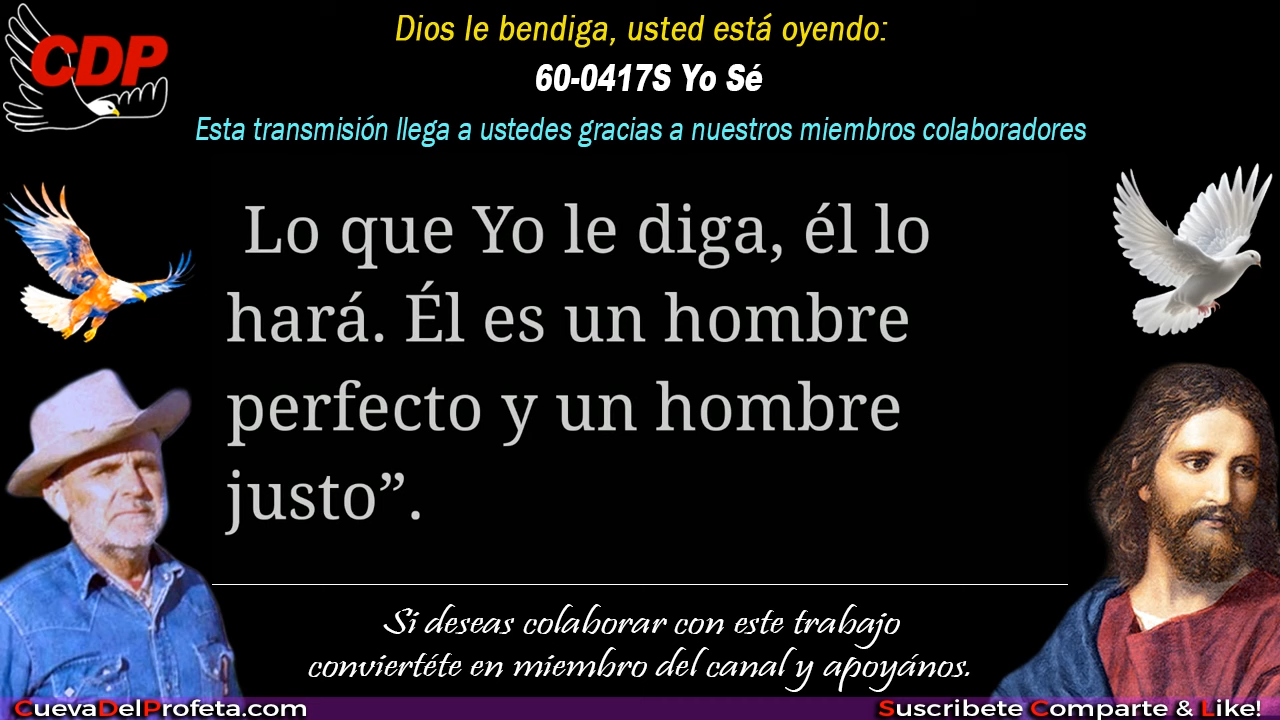 CDP
Dios le bendiga, usted está oyendo:
60-0417S Yo Sé
Esta transmisión llega a ustedes gracias a nuestros miembros colaboradores
Lo que Yo le diga, él lo
hará. Él es un hombre
perfecto y un hombre
justo”.
Si deseas colaborar con este trabajo
conviertéte en miembro del canal y apoyános.
CuevaDelProfeta.com
Suscribete Comparte & Like!